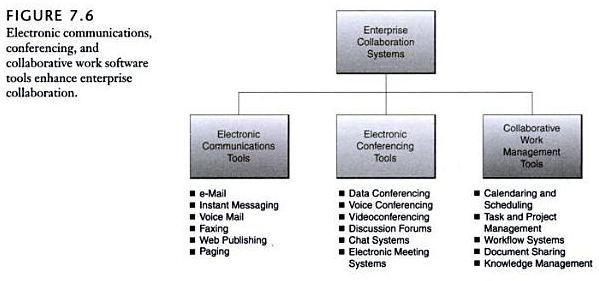 FIGURE 7.6
Electronic communications,
conferencing, and
collaborative work software
tools enhance enterprise
collaboration.
Enterprise
Collaboration
Systems
Electronic
Communications
Tools
■ e-Mail
■ Instant Messaging
■ Voice Mail
■ Faxing
■ Web Publishing
■ Paging
Electronic
Conferencing
Tools
■ Data Conferencing
■ Voice Conferencing
■ Videoconferencing
■ Discussion Forums
■ Chat Systems
■ Electronic Meeting
Systems
Collaborative
Work
Management
Tools
■ Calendaring and
Scheduling
■ Task and Project
Management
■ Workflow Systems
■ Document Sharing
■ Knowledge Management